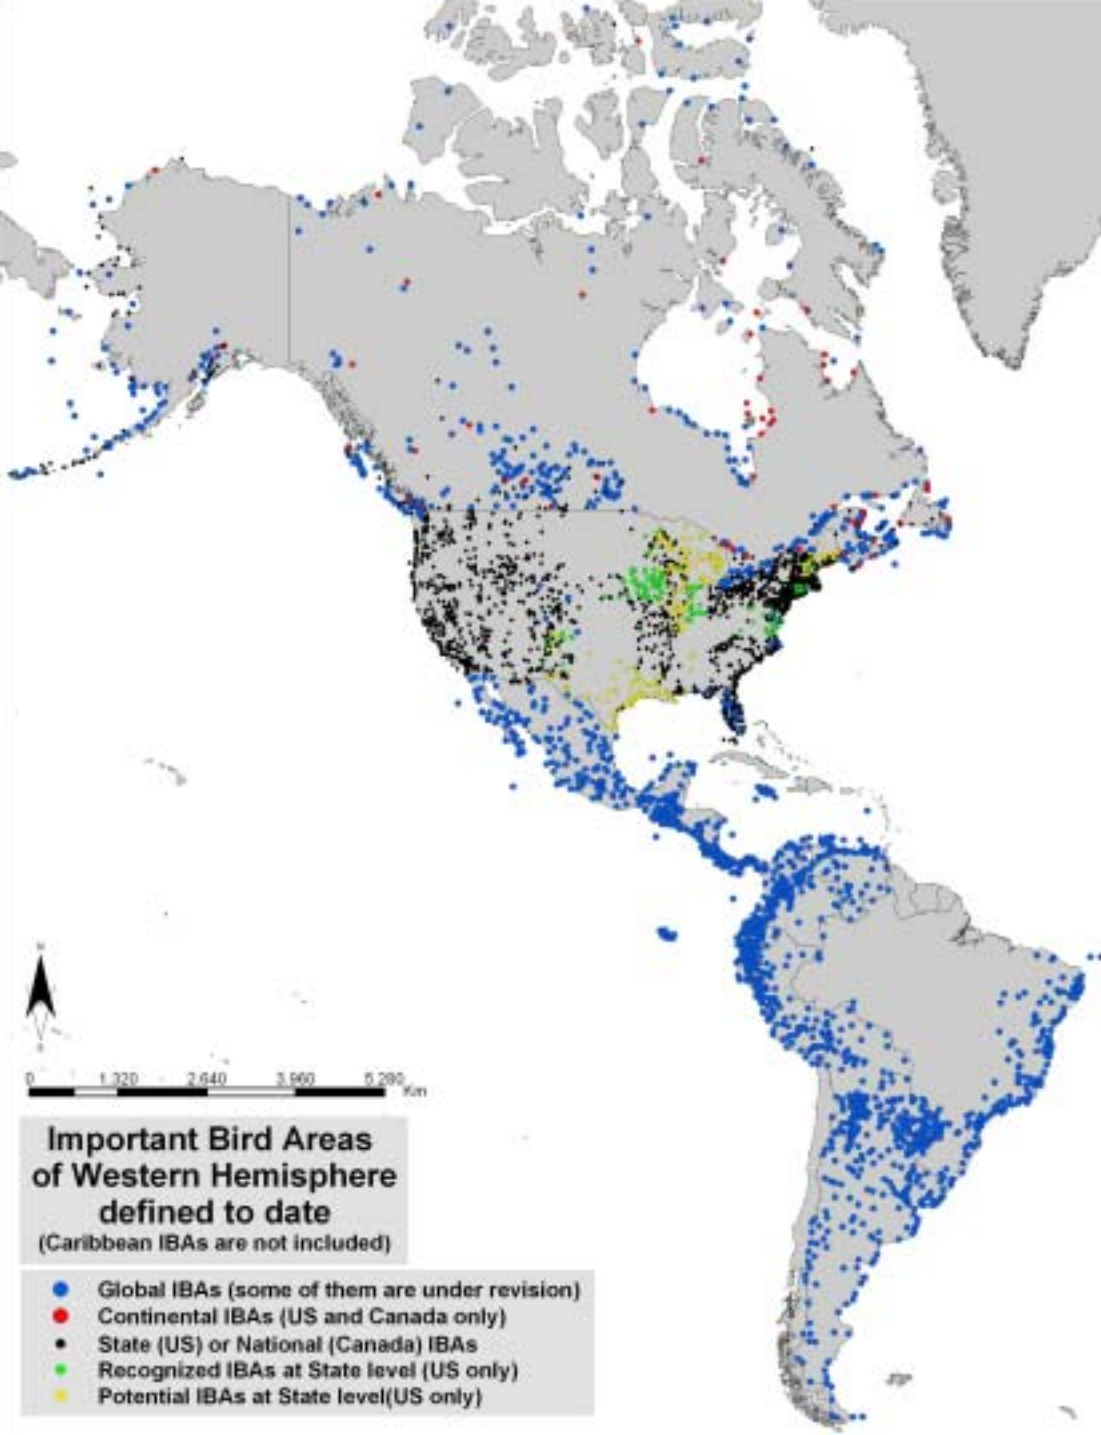 N
S
0 1.320 2.640 3.960 5.280
Km
Important Bird Areas
of Western Hemisphere
defined to date
(Caribbean IBAs are not included)
Global IBAs (some of them are under revision)
Continental IBAs (US and Canada only)
State (US) or National (Canada) IBAs
Recognized IBAs at State level (US only)
Potential IBAs at State level(US only)